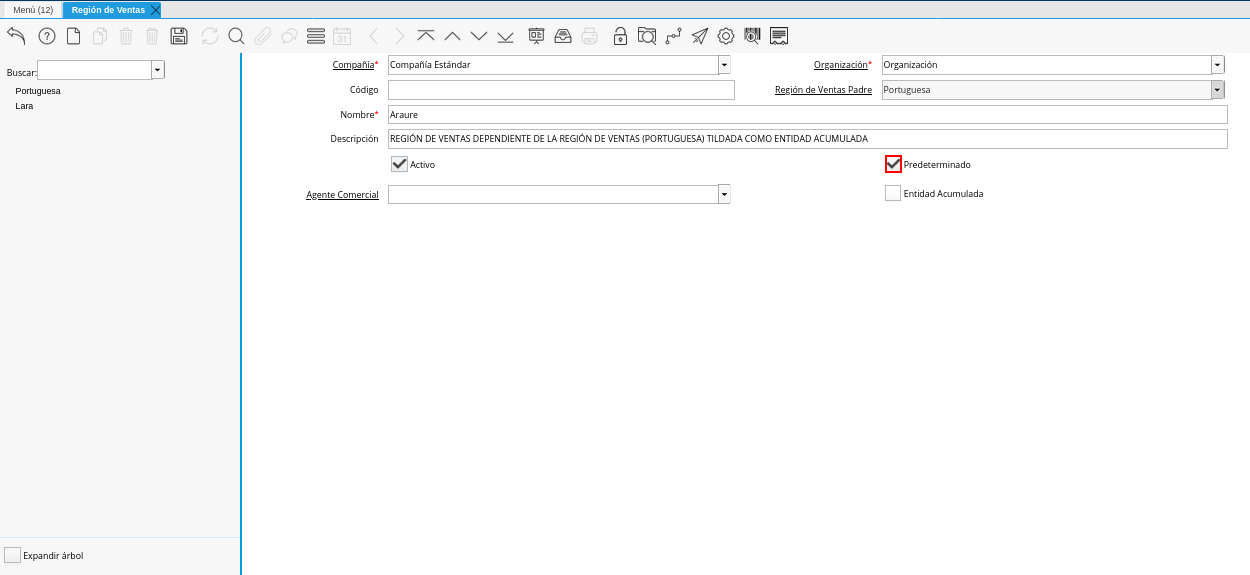 Menú (12) Región de Ventas
31
Buscar:
Portuguesa
Lara
Compañía* Compañía Estándar Organización* Organización
Código Región de Ventas Padre Portuguesa
Nombre* Araure
Descripción REGIÓN DE VENTAS DEPENDIENTE DE LA REGIÓN DE VENTAS (PORTUGUESA) TILDADA COMO ENTIDAD ACUMULADA
Activo Predeterminado
Agente Comercial Entidad Acumulada
Expandir árbol